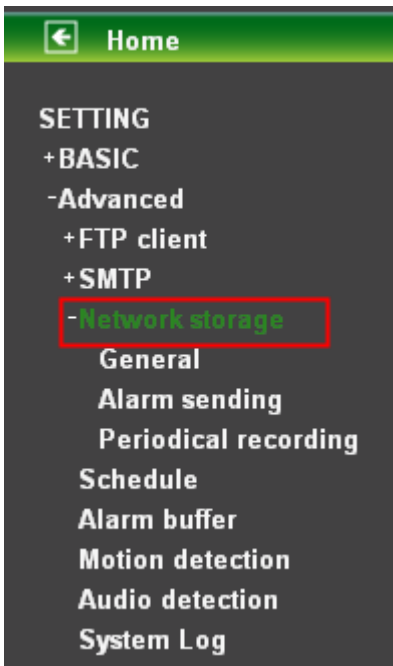 Home
SETTING
+BASIC
-Advanced
+FTP client
+SMTP
-Network storage
General
Alarm sending
Periodical recording
Schedule
Alarm buffer
Motion detection
Audio detection
System Log